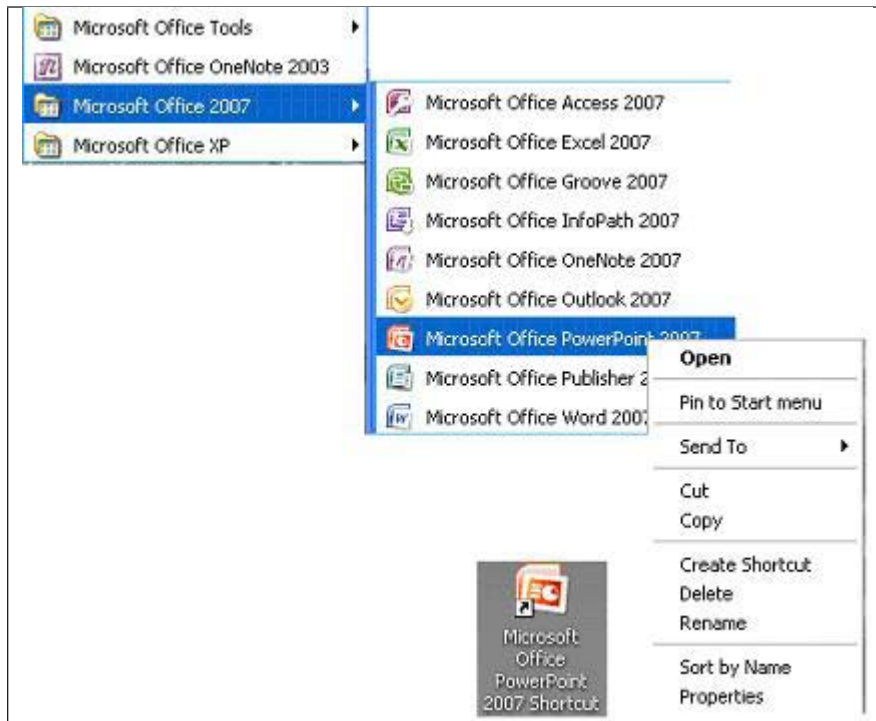 Microsoft Office Tools
Microsoft Office OneNote 2003
Microsoft Office 2007
Microsoft Office XP
Microsoft Office Access 2007
Microsoft Office Excel 2007
Microsoft Office Groove 2007
Microsoft Office InfoPath 2007
Microsoft Office OneNote 2007
Microsoft Office Outlook 2007
Microsoft Office PowerPoint 2007
Microsoft Office Publisher 2
Microsoft Office Word 2007
Open
Pin to Start menu
Send To
Cut
Copy
Create Shortcut
Delete
Rename
Sort by Name
Properties
Microsoft
Office
PowerPoint
2007 Shortcut